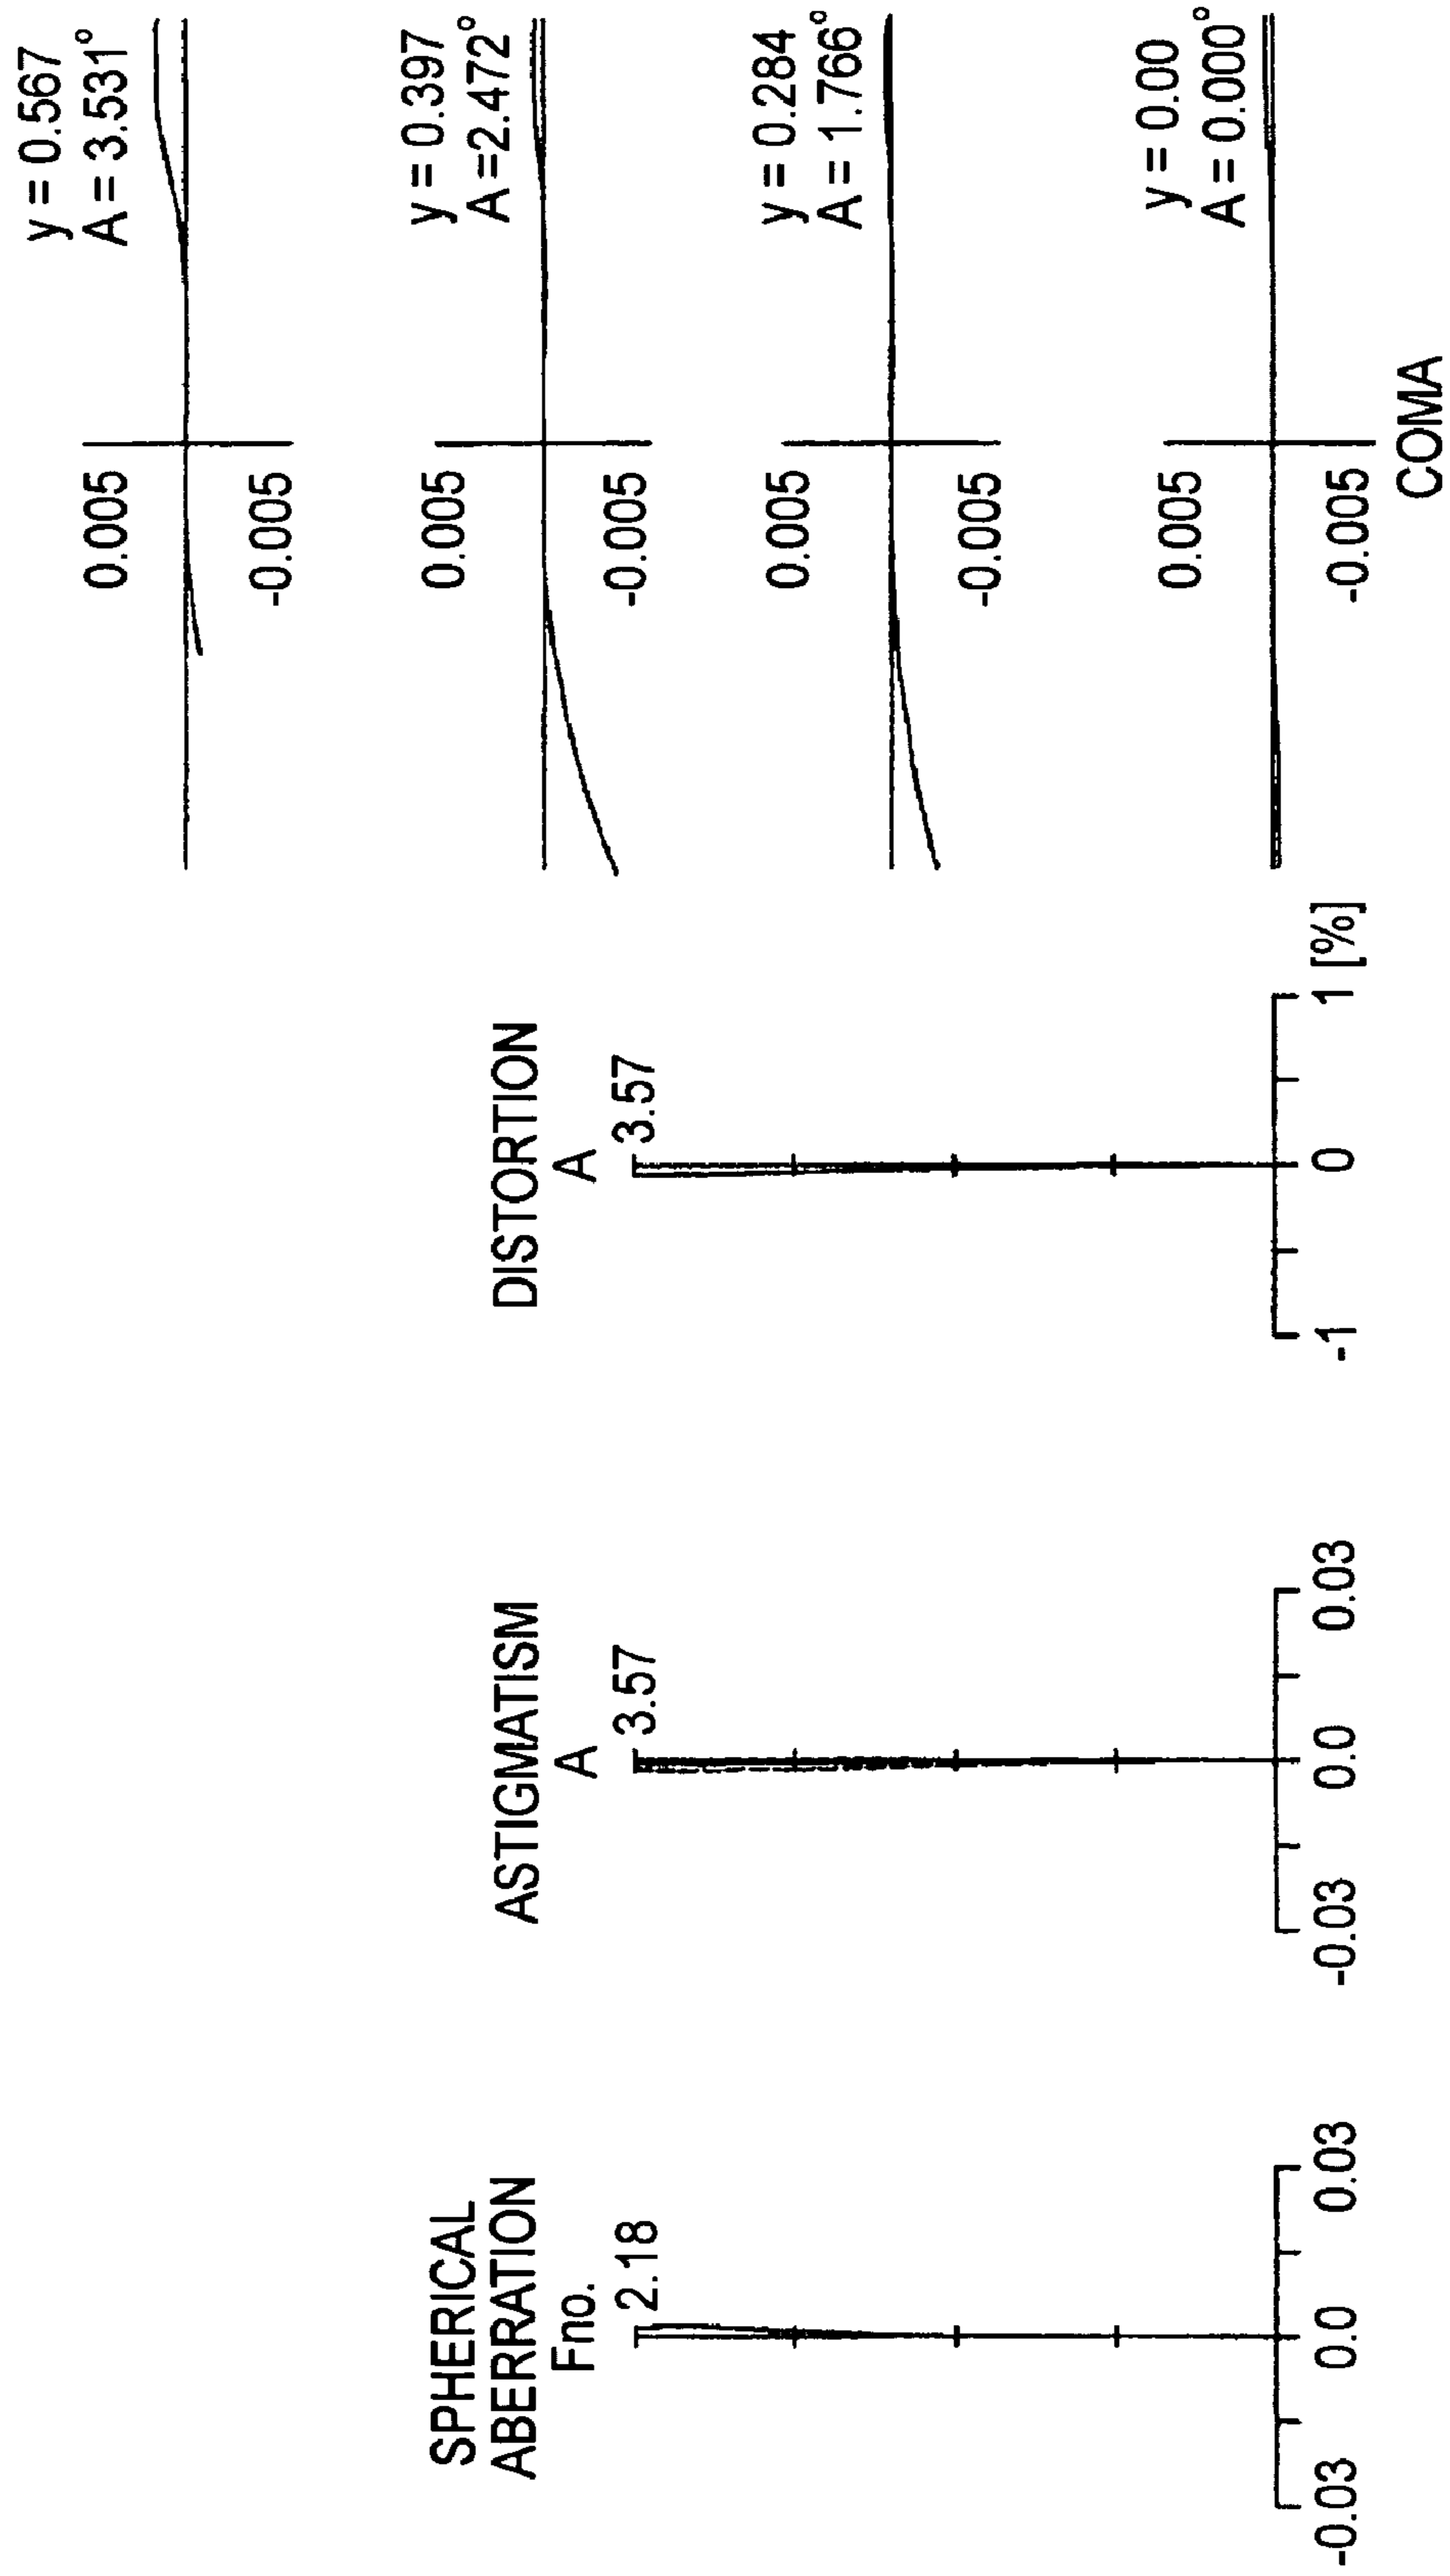 SPHERICAL
ABERRATION
Fno.
2.18
-0.03 0.0 0.03
ASTIGMATISM
A
3.57
-0.03 0.0 0.03
DISTORTION
A
3.57
-1 0 1 [%]
y = 0.567
A = 3.531°
0.005
-0.005
y = 0.397
A =2.472°
0.005
-0.005
y = 0.284
A = 1.766°
0.005
-0.005
y = 0.00
A = 0.000°
0.005
-0.005
COMA